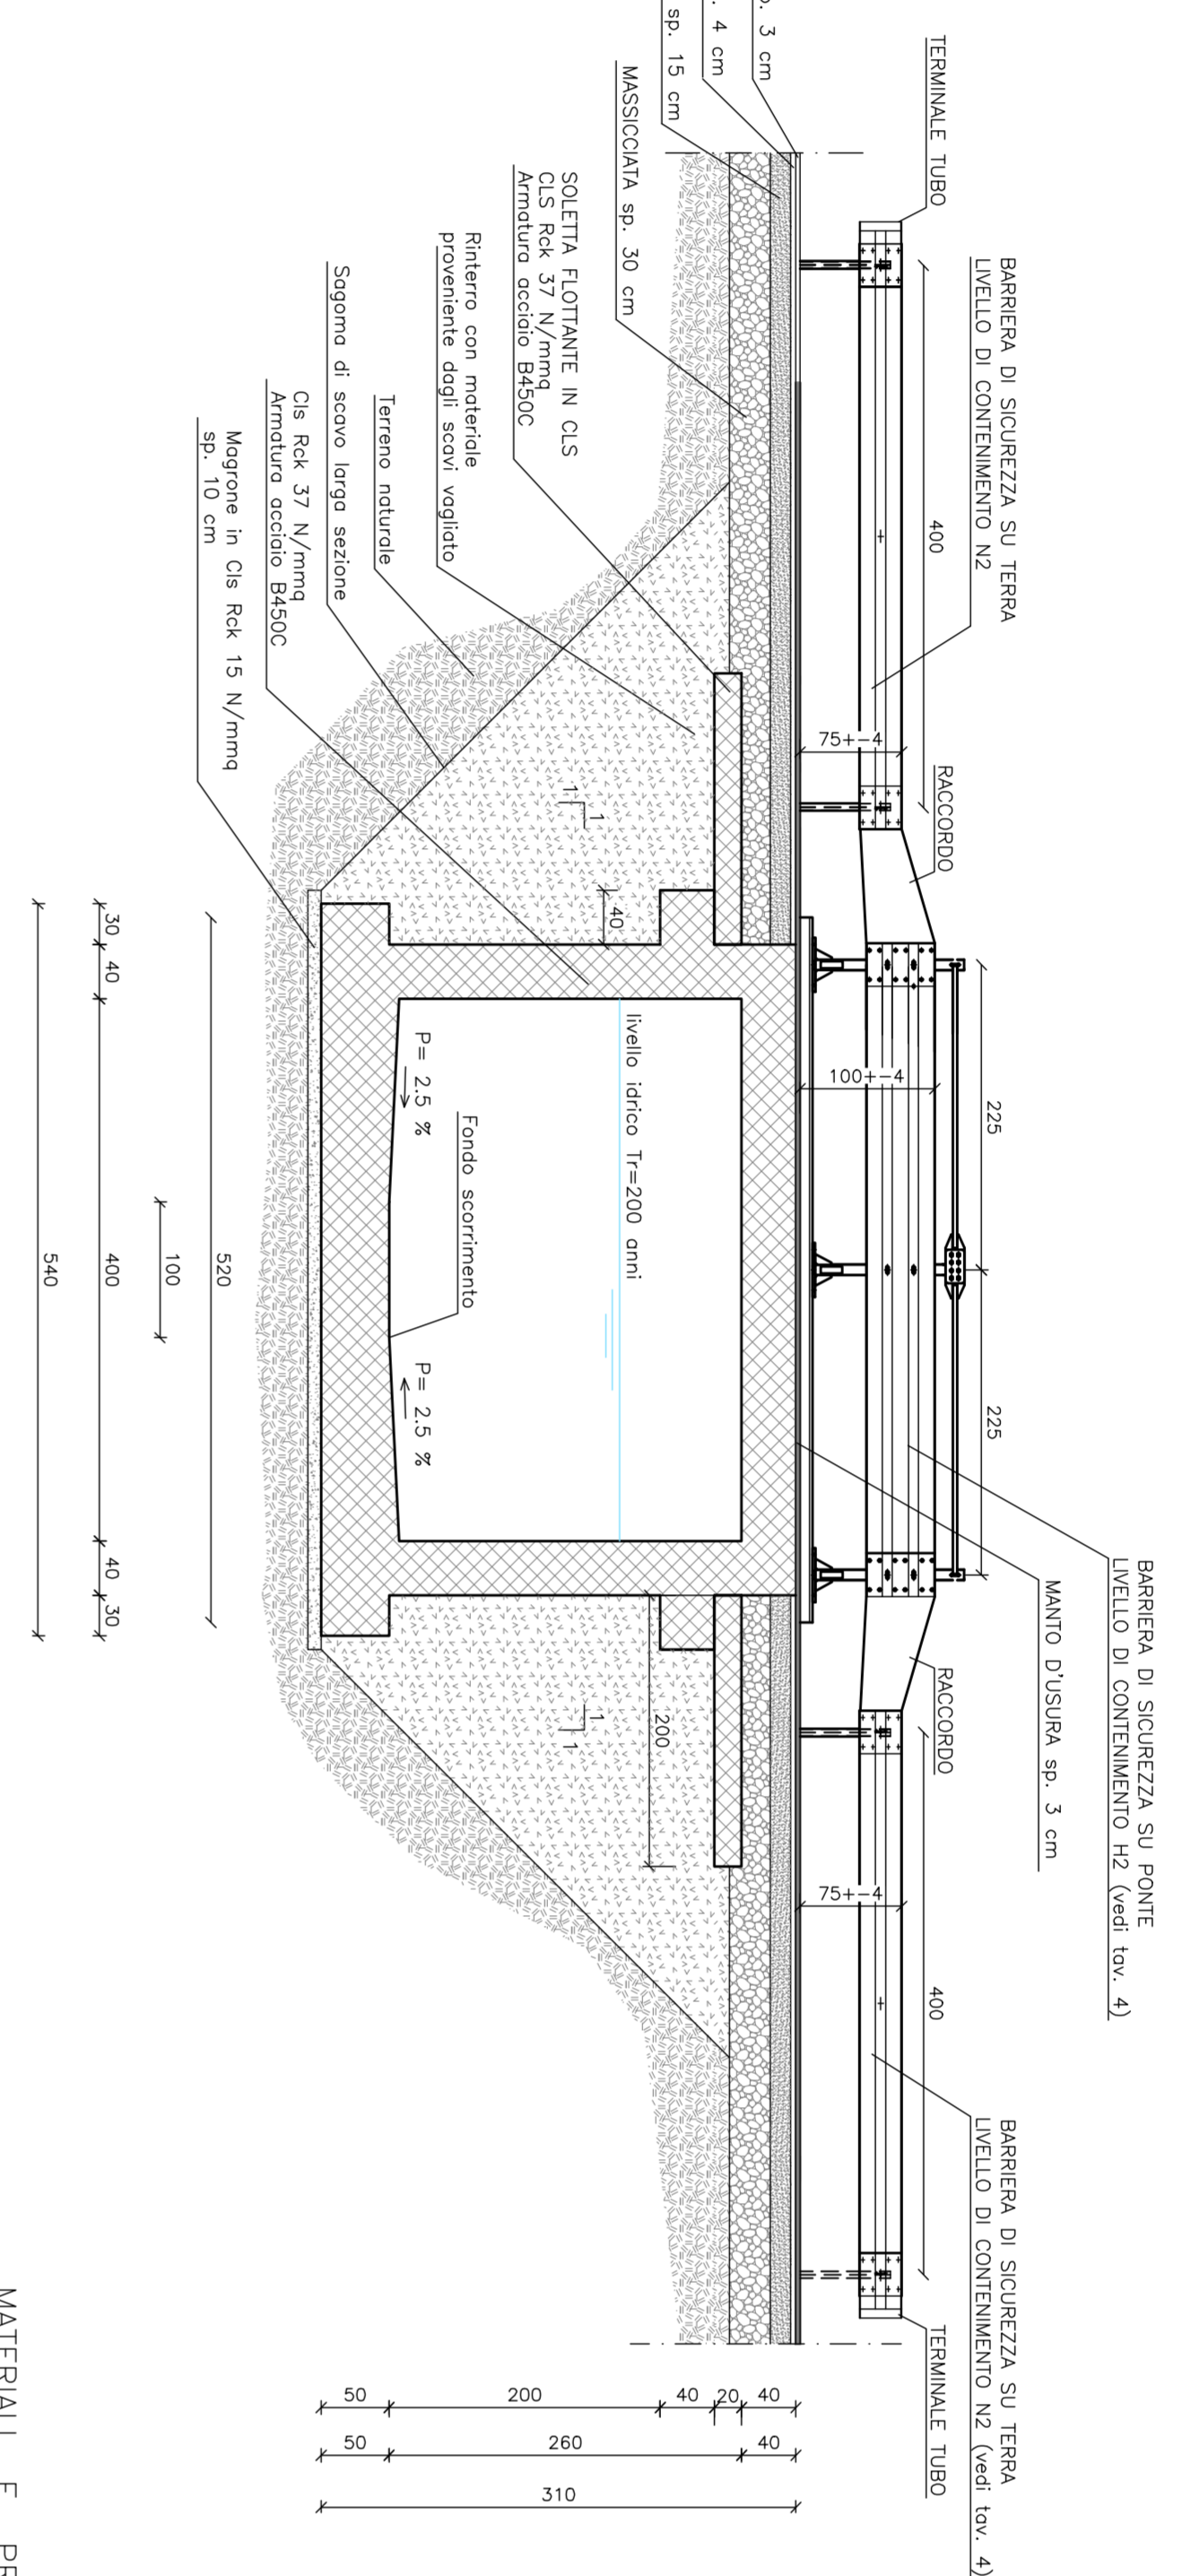 BARRIERA DI SICUREZZA SU PONTE
LIVELLO DI CONTENIMENTO H2 (vedi tav. 4)
BARRIERA DI SICUREZZA SU TERRA
LIVELLO DI CONTENIMENTO N2
MANTO D'USURA sp. 3 cm
BARRIERA DI SICUREZZA SU TERRA
LIVELLO DI CONTENIMENTO N2 (vedi tav. 4)
225
225
TERMINALE TUBO
400
RACCORDO
RACCORDO
400
TERMINALE TUBO
75+-4
100+-4
75+-4
3 cm
4 cm
sp. 15 cm
MASSICCIATA sp. 30 cm
SOLETTA FLOTTANTE IN CLS
CLS Rck 37 N/mmq
Armatura acciaio B450C
Rinterro con materiale
proveniente dagli scavi vagliato
Terreno naturale
Sagoma di scavo larga sezione
Cls Rck 37 N/mmq
Armatura acciaio B450C
Magrone in Cls Rck 15 N/mmq
sp. 10 cm
1
1
40
livello idrico Tr=200 anni
Fondo scorrimento
P= 2.5 %
P= 2.5 %
200
1
1
40
20
40
200
50
40
260
50
310
520
100
30
40
400
40
30
540
MATERIALI E